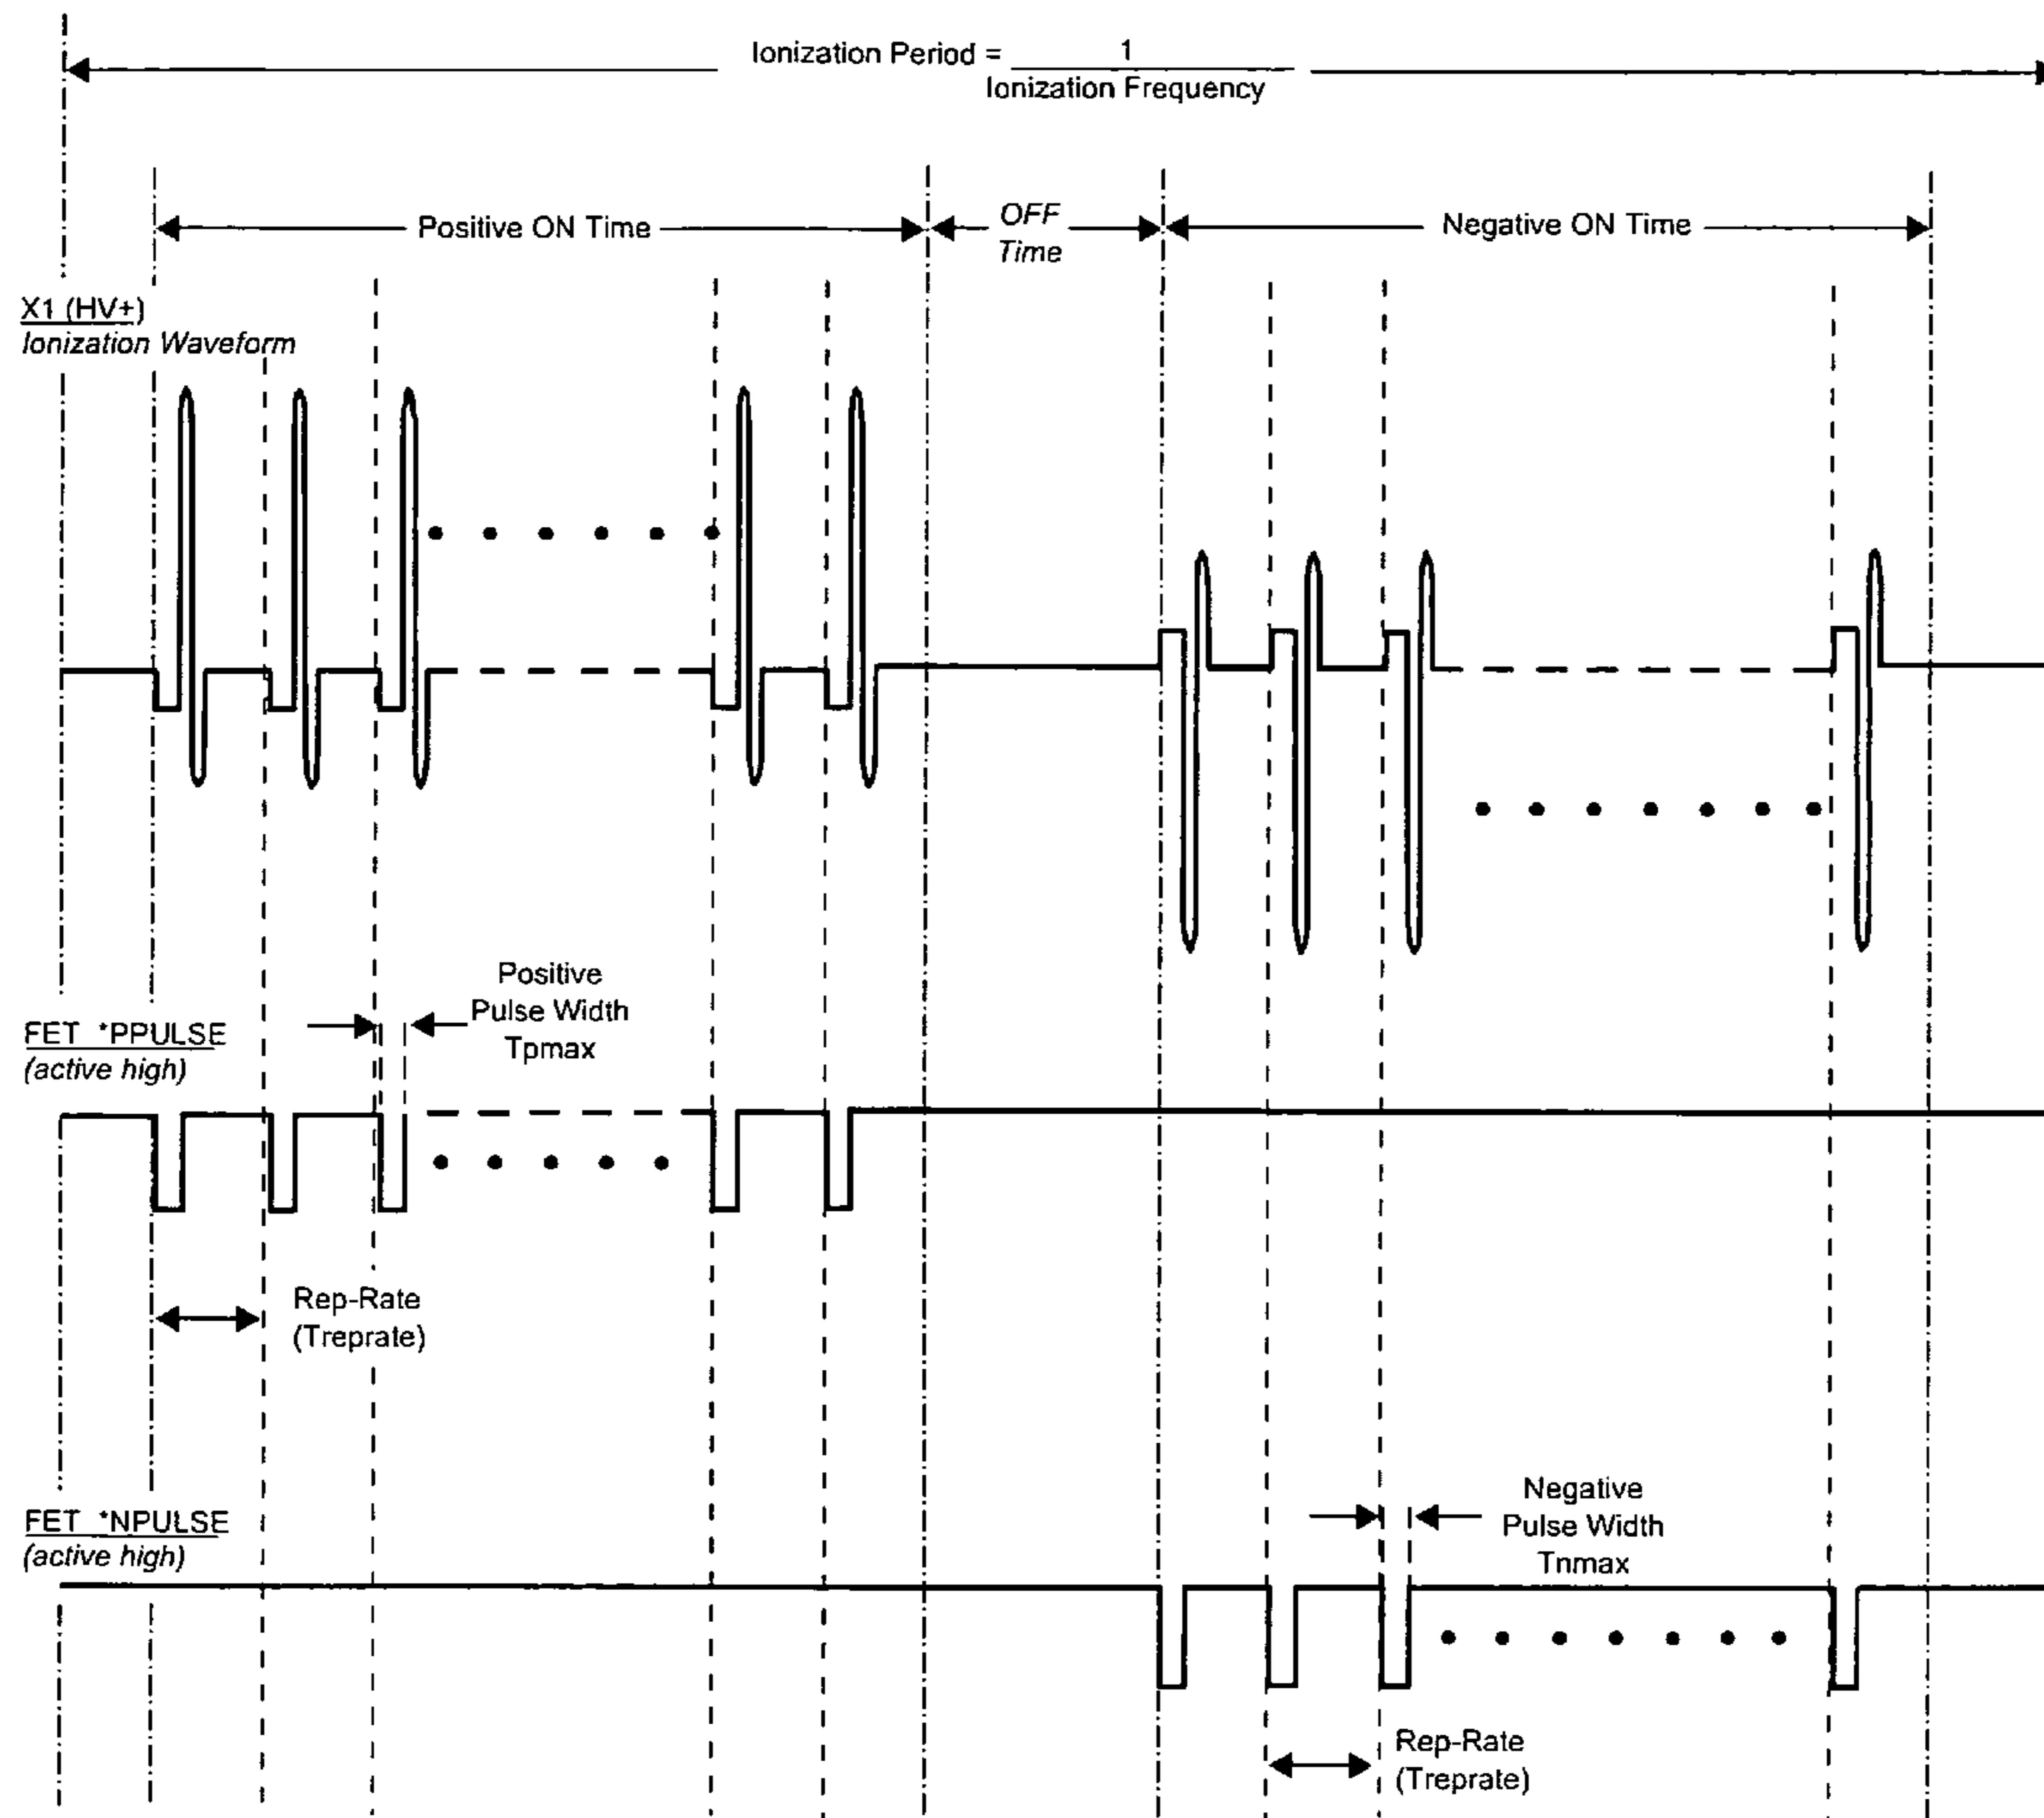 Ionization Period = 1
Ionization Frequency
Positive ON Time
OFF
Time
Negative ON Time
X1 (HV+)
Ionization Waveform
Positive
Pulse Width
Tpmax
FET *PPULSE
(active high)
Rep-Rate
(Treprate)
Negative
Pulse Width
Tnmax
FET *NPULSE
(active high)
Rep-Rate
(Treprate)